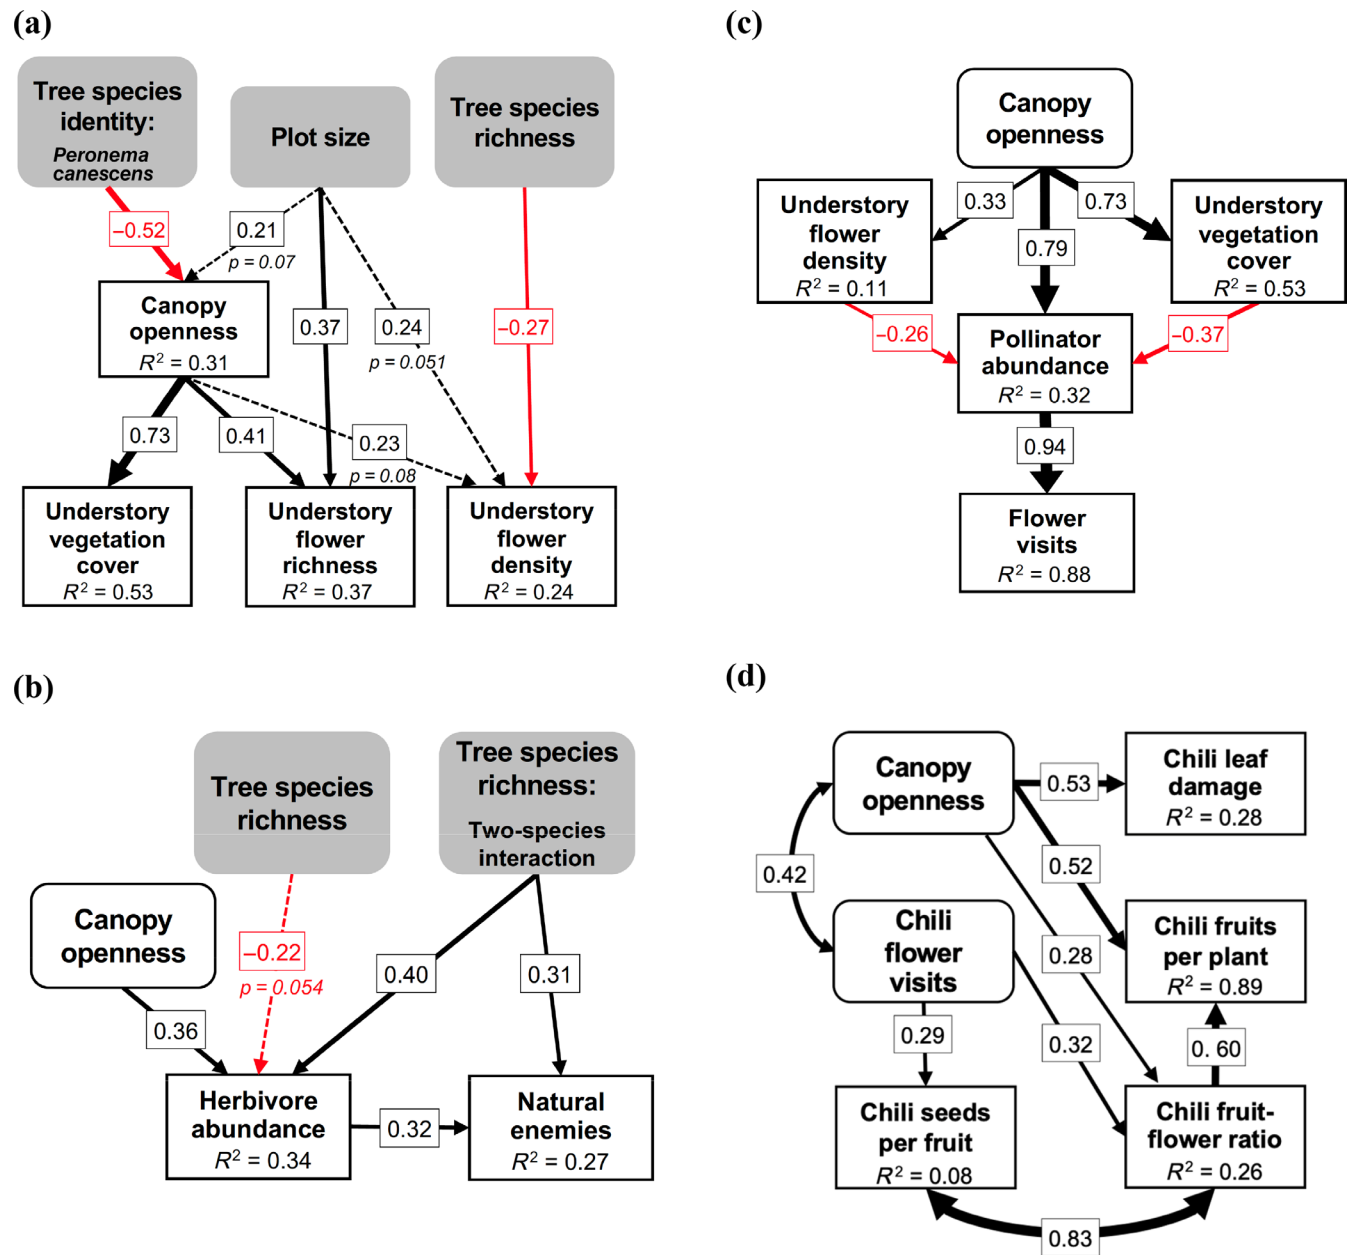 (a)
Tree species
identity:
Peronema
canescens
Plot size
Tree species
richness
−0.52
0.21
p = 0.07
Canopy
openness
R² = 0.31
0.37
0.24
p = 0.051
−0.27
0.73
0.41
0.23
p = 0.08
Understory
vegetation
cover
R² = 0.53
Understory
flower
richness
R² = 0.37
Understory
flower
density
R² = 0.24
(b)
Tree species
richness
Tree species
richness:
Two-species
interaction
Canopy
openness
−0.22
p = 0.054
0.40
0.31
0.36
Herbivore
abundance
R² = 0.34
0.32
Natural
enemies
R² = 0.27
(c)
Canopy
openness
0.33
0.79
0.73
Understory
flower
density
R² = 0.11
Understory
vegetation
cover
R² = 0.53
−0.26
−0.37
Pollinator
abundance
R² = 0.32
0.94
Flower
visits
R² = 0.88
(d)
Canopy
openness
0.53
Chili leaf
damage
R² = 0.28
0.42
0.52
Chili
flower
visits
0.28
Chili fruits
per plant
R² = 0.89
0.29
0.32
0. 60
Chili seeds
per fruit
R² = 0.08
Chili fruit-
flower ratio
R² = 0.26
0.83